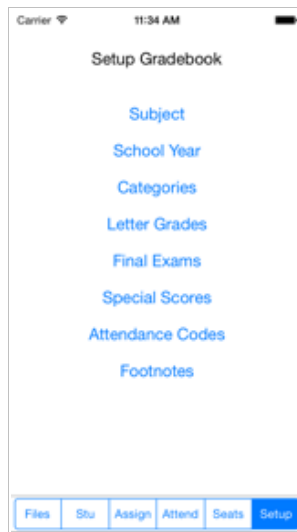 Carrier 11:34 AM
Setup Gradebook
Subject
School Year
Categories
Letter Grades
Final Exams
Special Scores
Attendance Codes
Footnotes
Files Stu Assign Attend Seats Setup